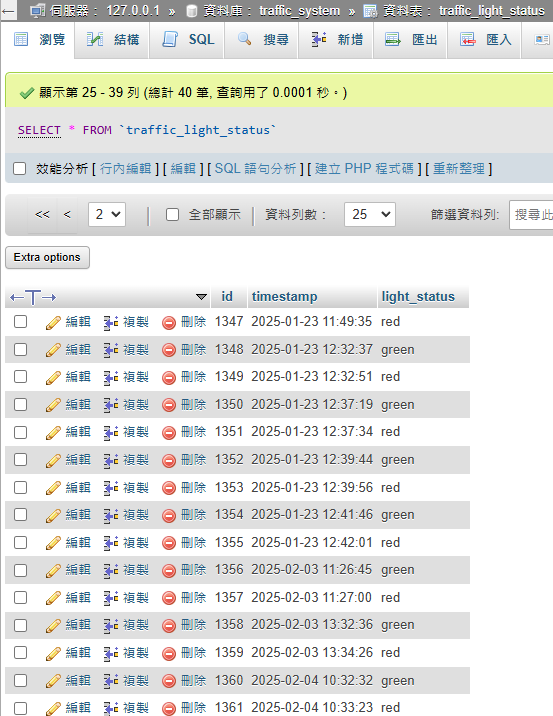 伺服器： 127.0.0.1 » 資料庫： traffic_system » 資料表： traffic_light_status
瀏覽 結構 SQL 搜尋 新增 匯出 匯入
顯示第 25 - 39 列 (總計 40 筆, 查詢用了 0.0001 秒。)
SELECT * FROM `traffic_light_status`
效能分析 [ 行內編輯 ] [ 編輯 ] [ SQL 語句分析 ] [ 建立 PHP 程式碼 ] [ 重新整理 ]
<< < 2 | 全部顯示 | 資料列數： 25 篩選資料列: 搜尋此
Extra options
←T→ id timestamp light_status
編輯 複製 刪除 1347 2025-01-23 11:49:35 red
編輯 複製 刪除 1348 2025-01-23 12:32:37 green
編輯 複製 刪除 1349 2025-01-23 12:32:51 red
編輯 複製 刪除 1350 2025-01-23 12:37:19 green
編輯 複製 刪除 1351 2025-01-23 12:37:34 red
編輯 複製 刪除 1352 2025-01-23 12:39:44 green
編輯 複製 刪除 1353 2025-01-23 12:39:56 red
編輯 複製 刪除 1354 2025-01-23 12:41:46 green
編輯 複製 刪除 1355 2025-01-23 12:42:01 red
編輯 複製 刪除 1356 2025-02-03 11:26:45 green
編輯 複製 刪除 1357 2025-02-03 11:27:00 red
編輯 複製 刪除 1358 2025-02-03 13:32:36 green
編輯 複製 刪除 1359 2025-02-03 13:34:26 red
編輯 複製 刪除 1360 2025-02-04 10:32:32 green
編輯 複製 刪除 1361 2025-02-04 10:33:23 red